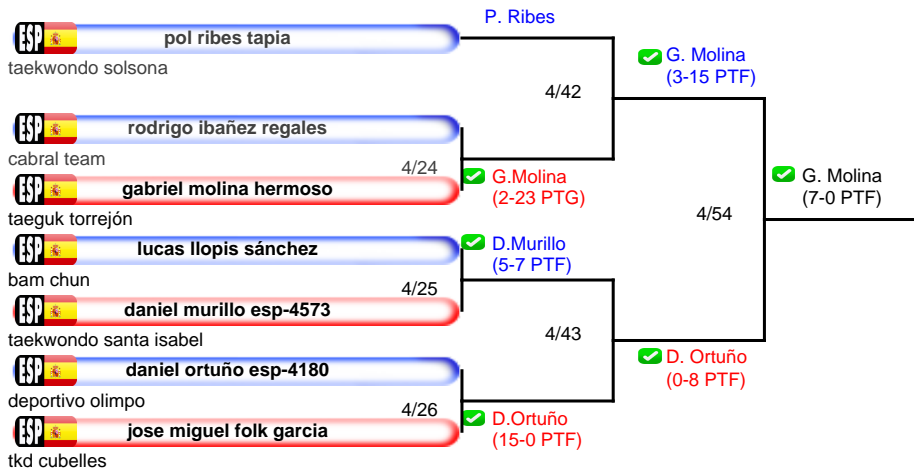 P. Ribes
ESP pol ribes tapia
taekwondo solsona
G. Molina
(3-15 PTF)
4/42
ESP rodrigo ibañez regales
cabral team
4/24
G.Molina
(2-23 PTG)
ESP gabriel molina hermoso
taeguk torrejón
G. Molina
(7-0 PTF)
4/54
ESP lucas llopis sánchez
bam chun
D.Murillo
(5-7 PTF)
4/25
ESP daniel murillo esp-4573
taekwondo santa isabel
4/43
D. Ortuño
(0-8 PTF)
ESP daniel ortuño esp-4180
deportivo olimpo
4/26
D.Ortuño
(15-0 PTF)
ESP jose miguel folk garcia
tkd cubelles